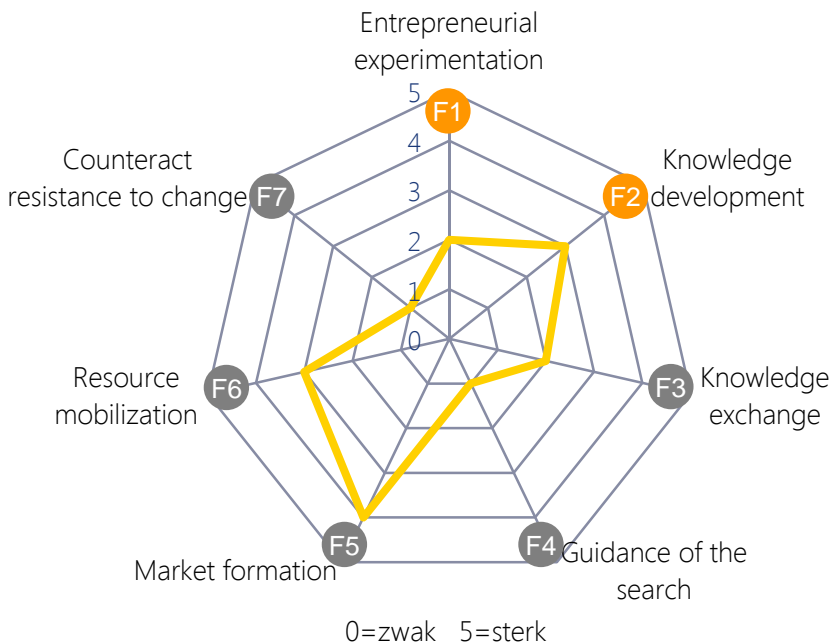 Entrepreneurial
experimentation
5
F1
4
3
2
1
0
Knowledge
development
F2
Knowledge
exchange
F3
Guidance of the
search
F4
Market formation
F5
Resource
mobilization
F6
Counteract
resistance to change
F7
0=zwak 5=sterk